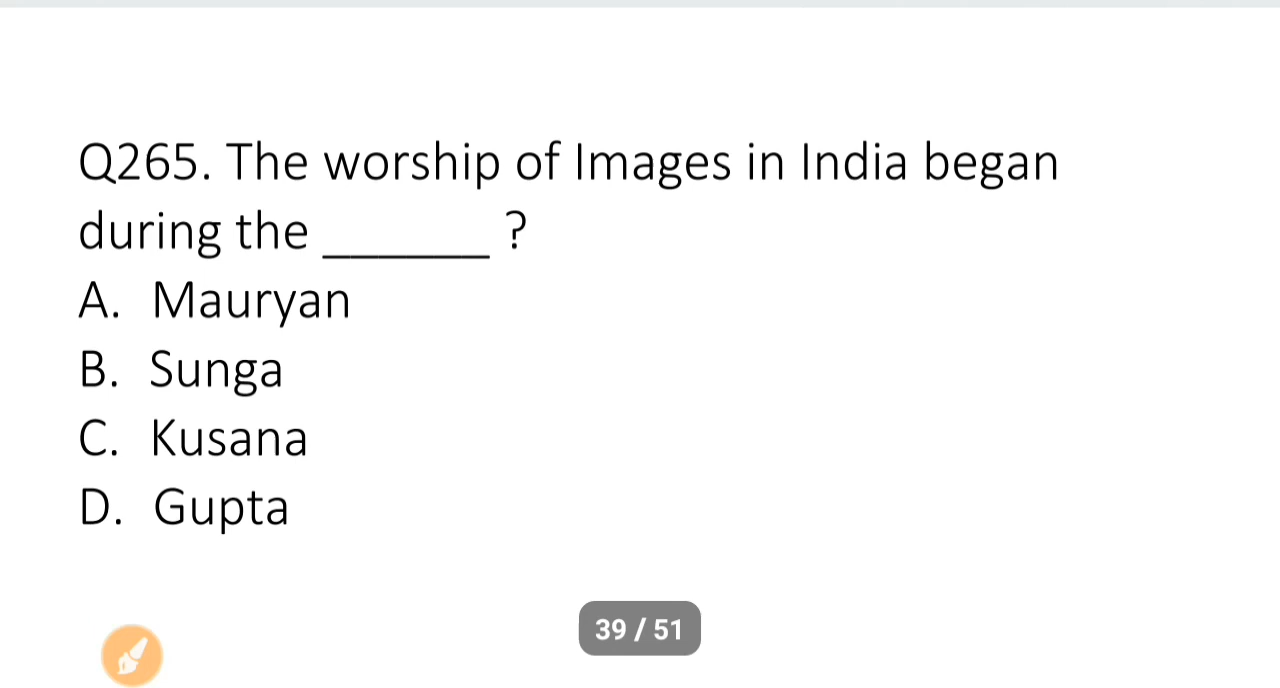 Q265. The worship of Images in India began
during the ______ ?
A. Mauryan
B. Sunga
C. Kusana
D. Gupta
39 / 51